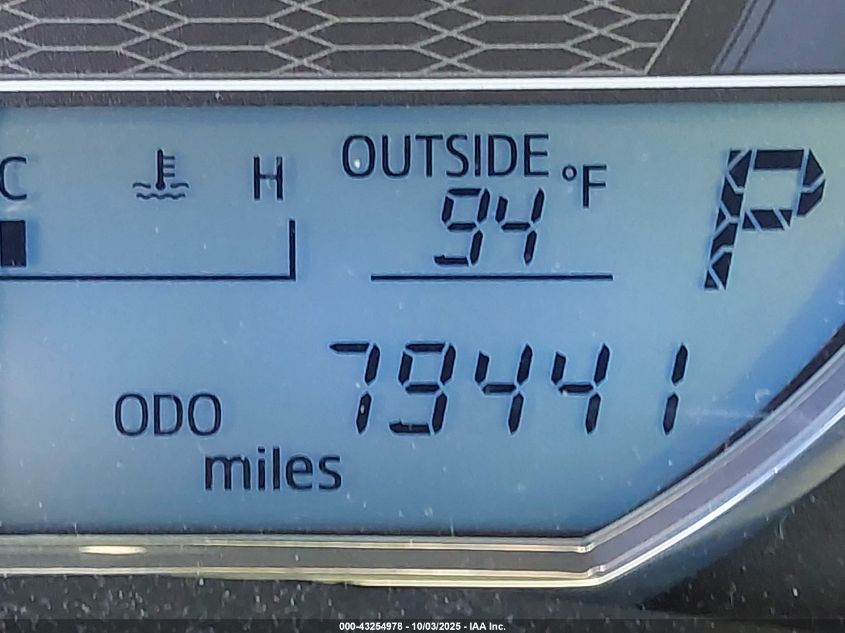 OUTSIDE
C H 94 °F P
ODO 79441
miles
000-43254978 - 10/03/2025 - IAA Inc.